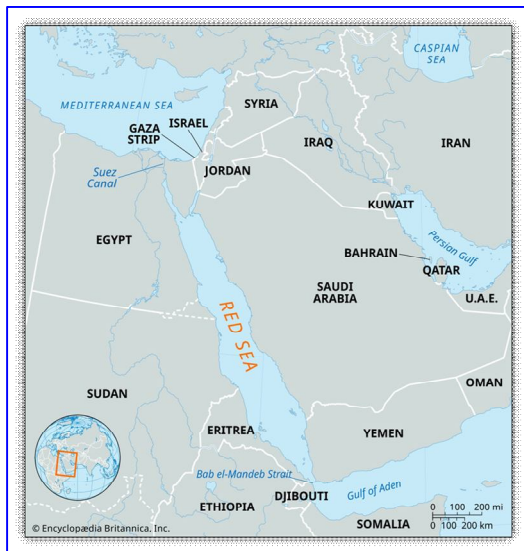 CASPIAN
SEA
MEDITERRANEAN SEA
SYRIA
GAZA
STRIP
ISRAEL
IRAQ
IRAN
Suez
Canal
JORDAN
KUWAIT
EGYPT
BAHRAIN
Persian Gulf
QATAR
SAUDI
ARABIA
U.A.E.
RED SEA
SUDAN
OMAN
ERITREA
YEMEN
Bab el-Mandeb Strait
DJIBOUTI
Gulf of Aden
ETHIOPIA
SOMALIA
0 100 200 mi
0 100 200 km
© Encyclopædia Britannica, Inc.